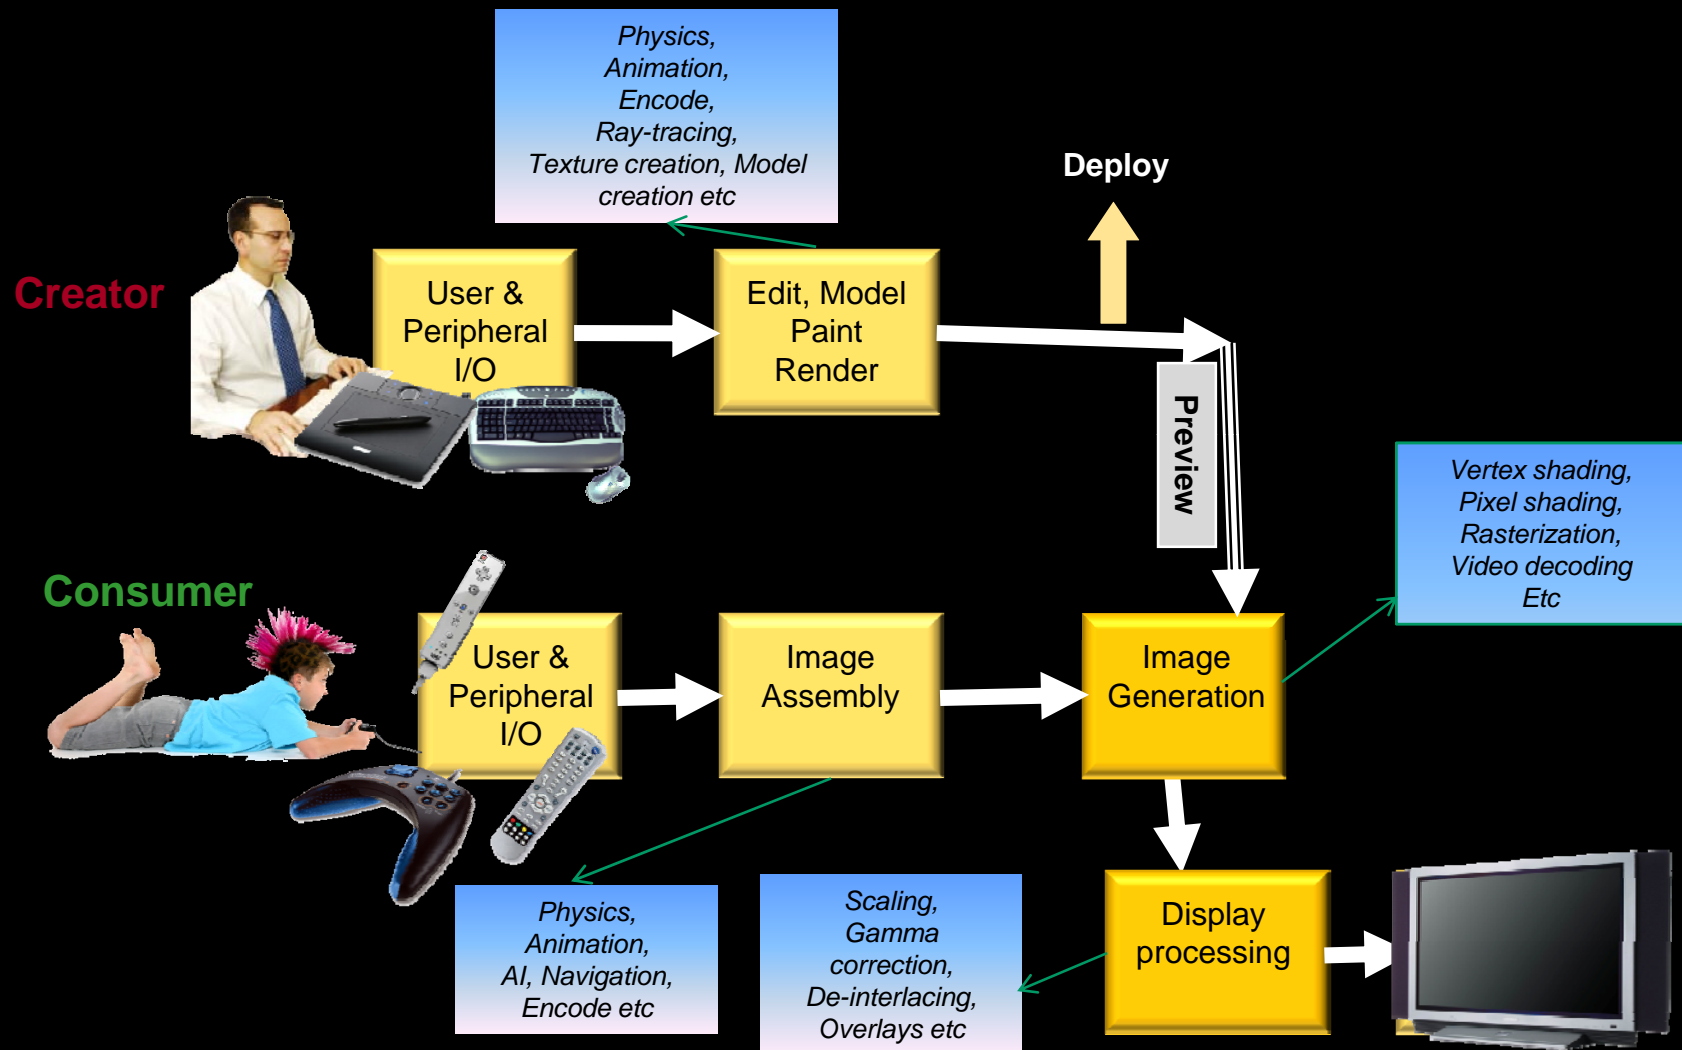 Physics,
Animation,
Encode,
Ray-tracing,
Texture creation, Model
creation etc
Deploy
Creator
User &
Peripheral
I/O
Edit, Model
Paint
Render
Preview
Vertex shading,
Pixel shading,
Rasterization,
Video decoding
Etc
Consumer
User &
Peripheral
I/O
Image
Assembly
Image
Generation
Physics,
Animation,
AI, Navigation,
Encode etc
Scaling,
Gamma
correction,
De-interlacing,
Overlays etc
Display
processing